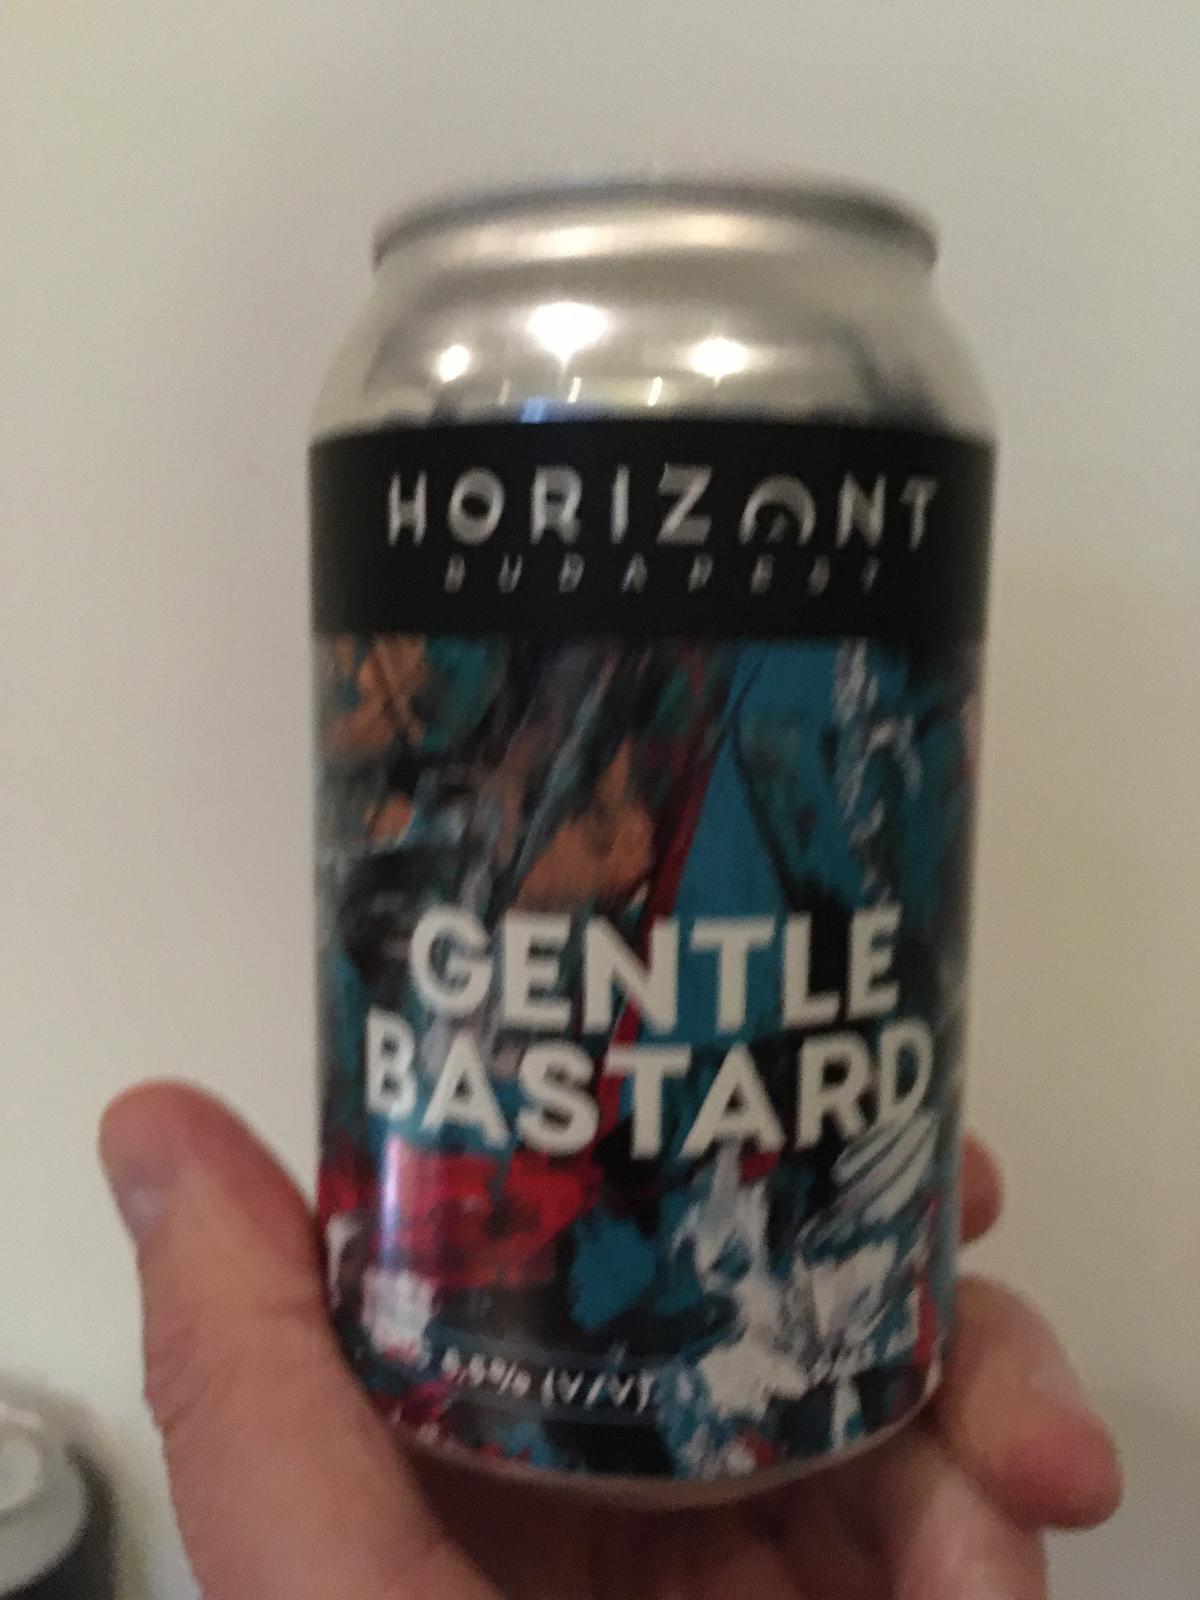 HORIZONT
BUDAPEST
GENTLE
BASTARD
(V/V)